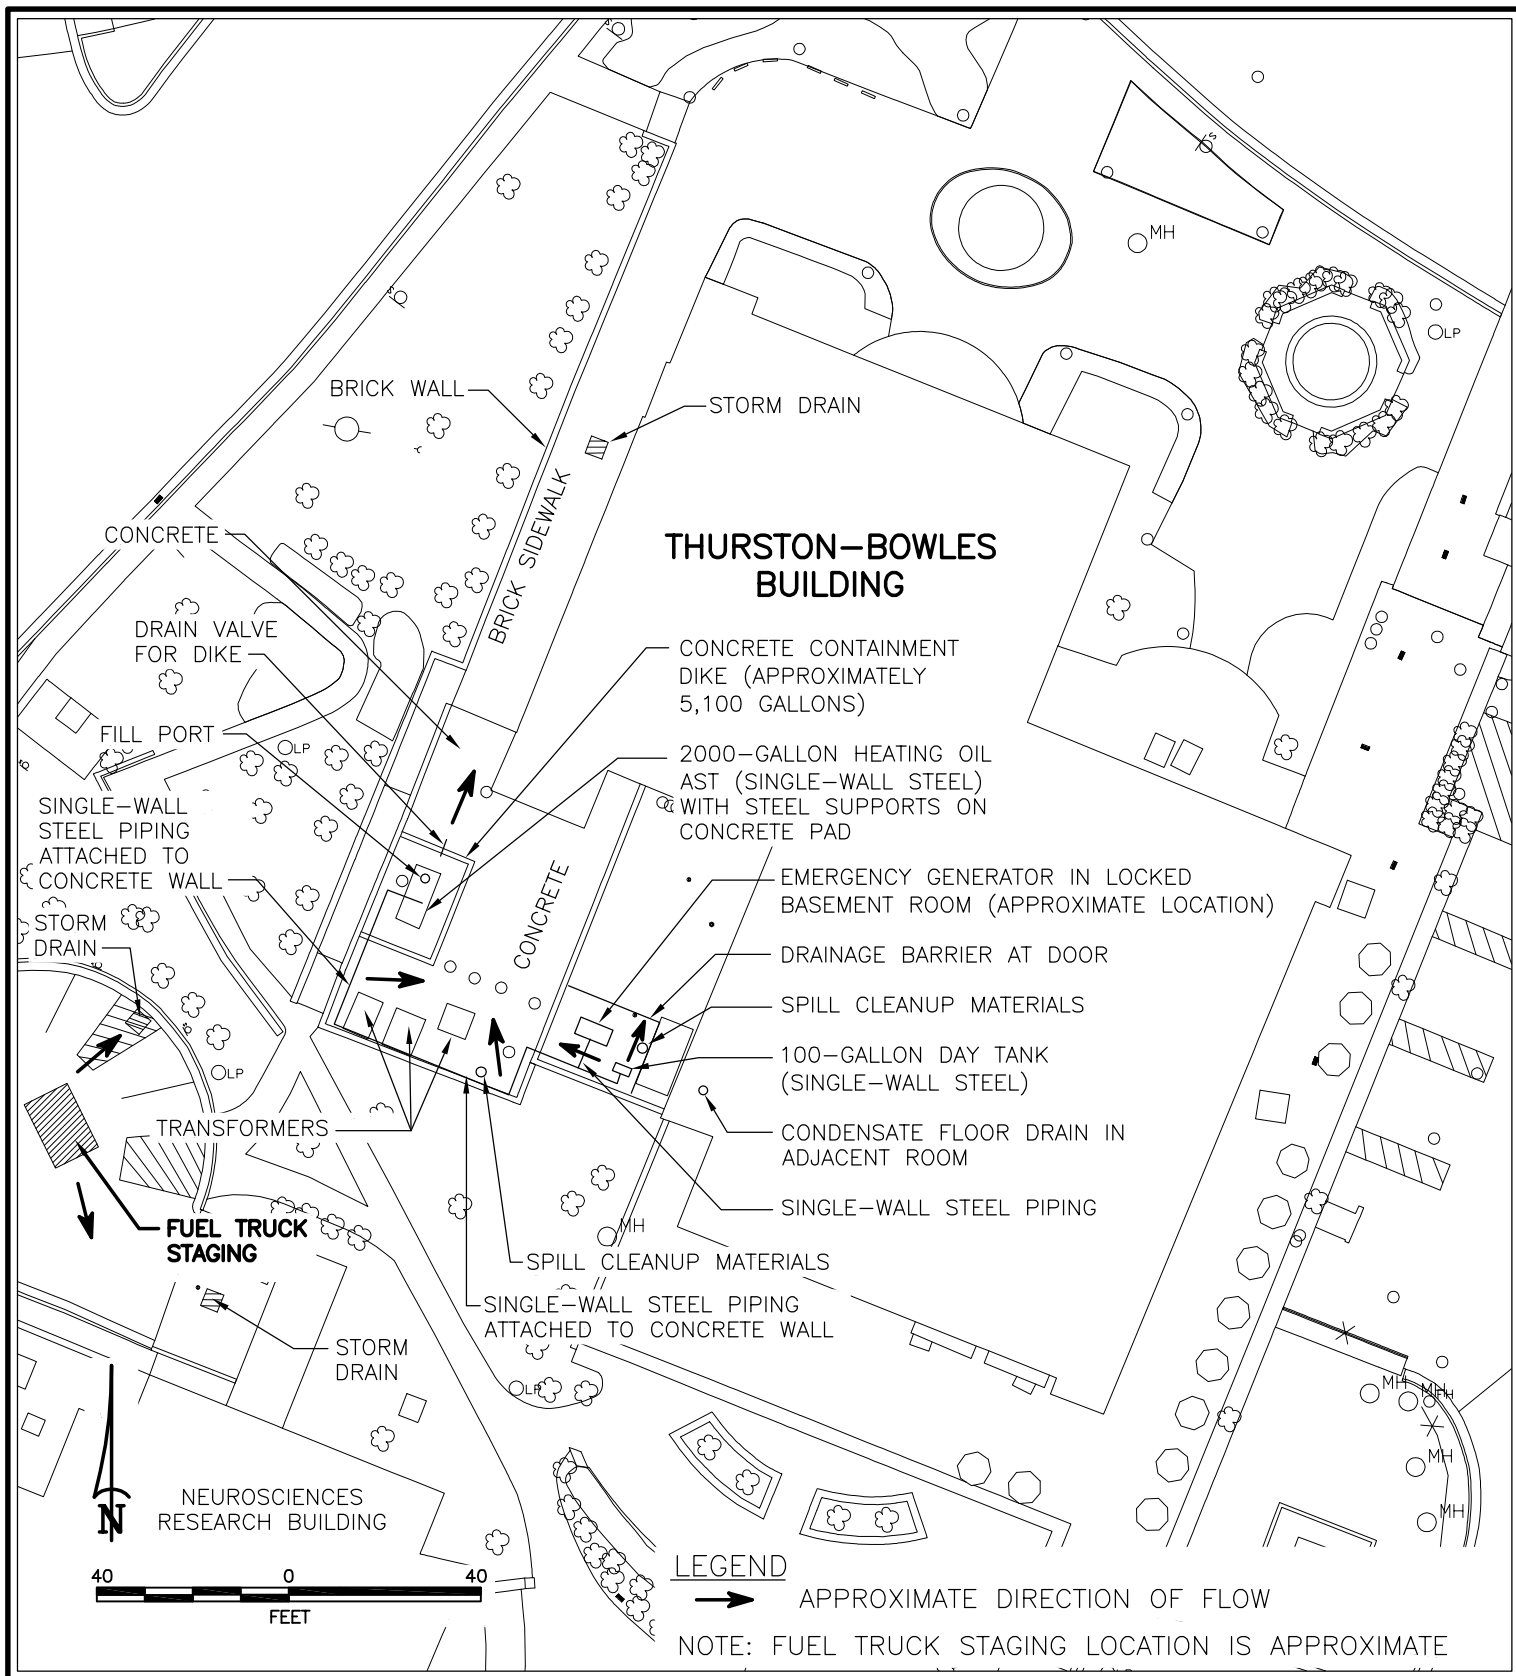 MH
LP
BRICK WALL
STORM DRAIN
BRICK SIDEWALK
CONCRETE
THURSTON-BOWLES
BUILDING
DRAIN VALVE
FOR DIKE
CONCRETE CONTAINMENT
DIKE (APPROXIMATELY
5,100 GALLONS)
FILL PORT
LP
2000-GALLON HEATING OIL
AST (SINGLE-WALL STEEL)
WITH STEEL SUPPORTS ON
CONCRETE PAD
SINGLE-WALL
STEEL PIPING
ATTACHED TO
CONCRETE WALL
CONCRETE
EMERGENCY GENERATOR IN LOCKED
BASEMENT ROOM (APPROXIMATE LOCATION)
STORM
DRAIN
DRAINAGE BARRIER AT DOOR
SPILL CLEANUP MATERIALS
100-GALLON DAY TANK
(SINGLE-WALL STEEL)
LP
TRANSFORMERS
CONDENSATE FLOOR DRAIN IN
ADJACENT ROOM
SINGLE-WALL STEEL PIPING
FUEL TRUCK
STAGING
MH
SPILL CLEANUP MATERIALS
SINGLE-WALL STEEL PIPING
ATTACHED TO CONCRETE WALL
STORM
DRAIN
LP
MH
MH
MH
MH
NEUROSCIENCES
RESEARCH BUILDING
N
40 0 40
FEET
LEGEND
APPROXIMATE DIRECTION OF FLOW
NOTE: FUEL TRUCK STAGING LOCATION IS APPROXIMATE